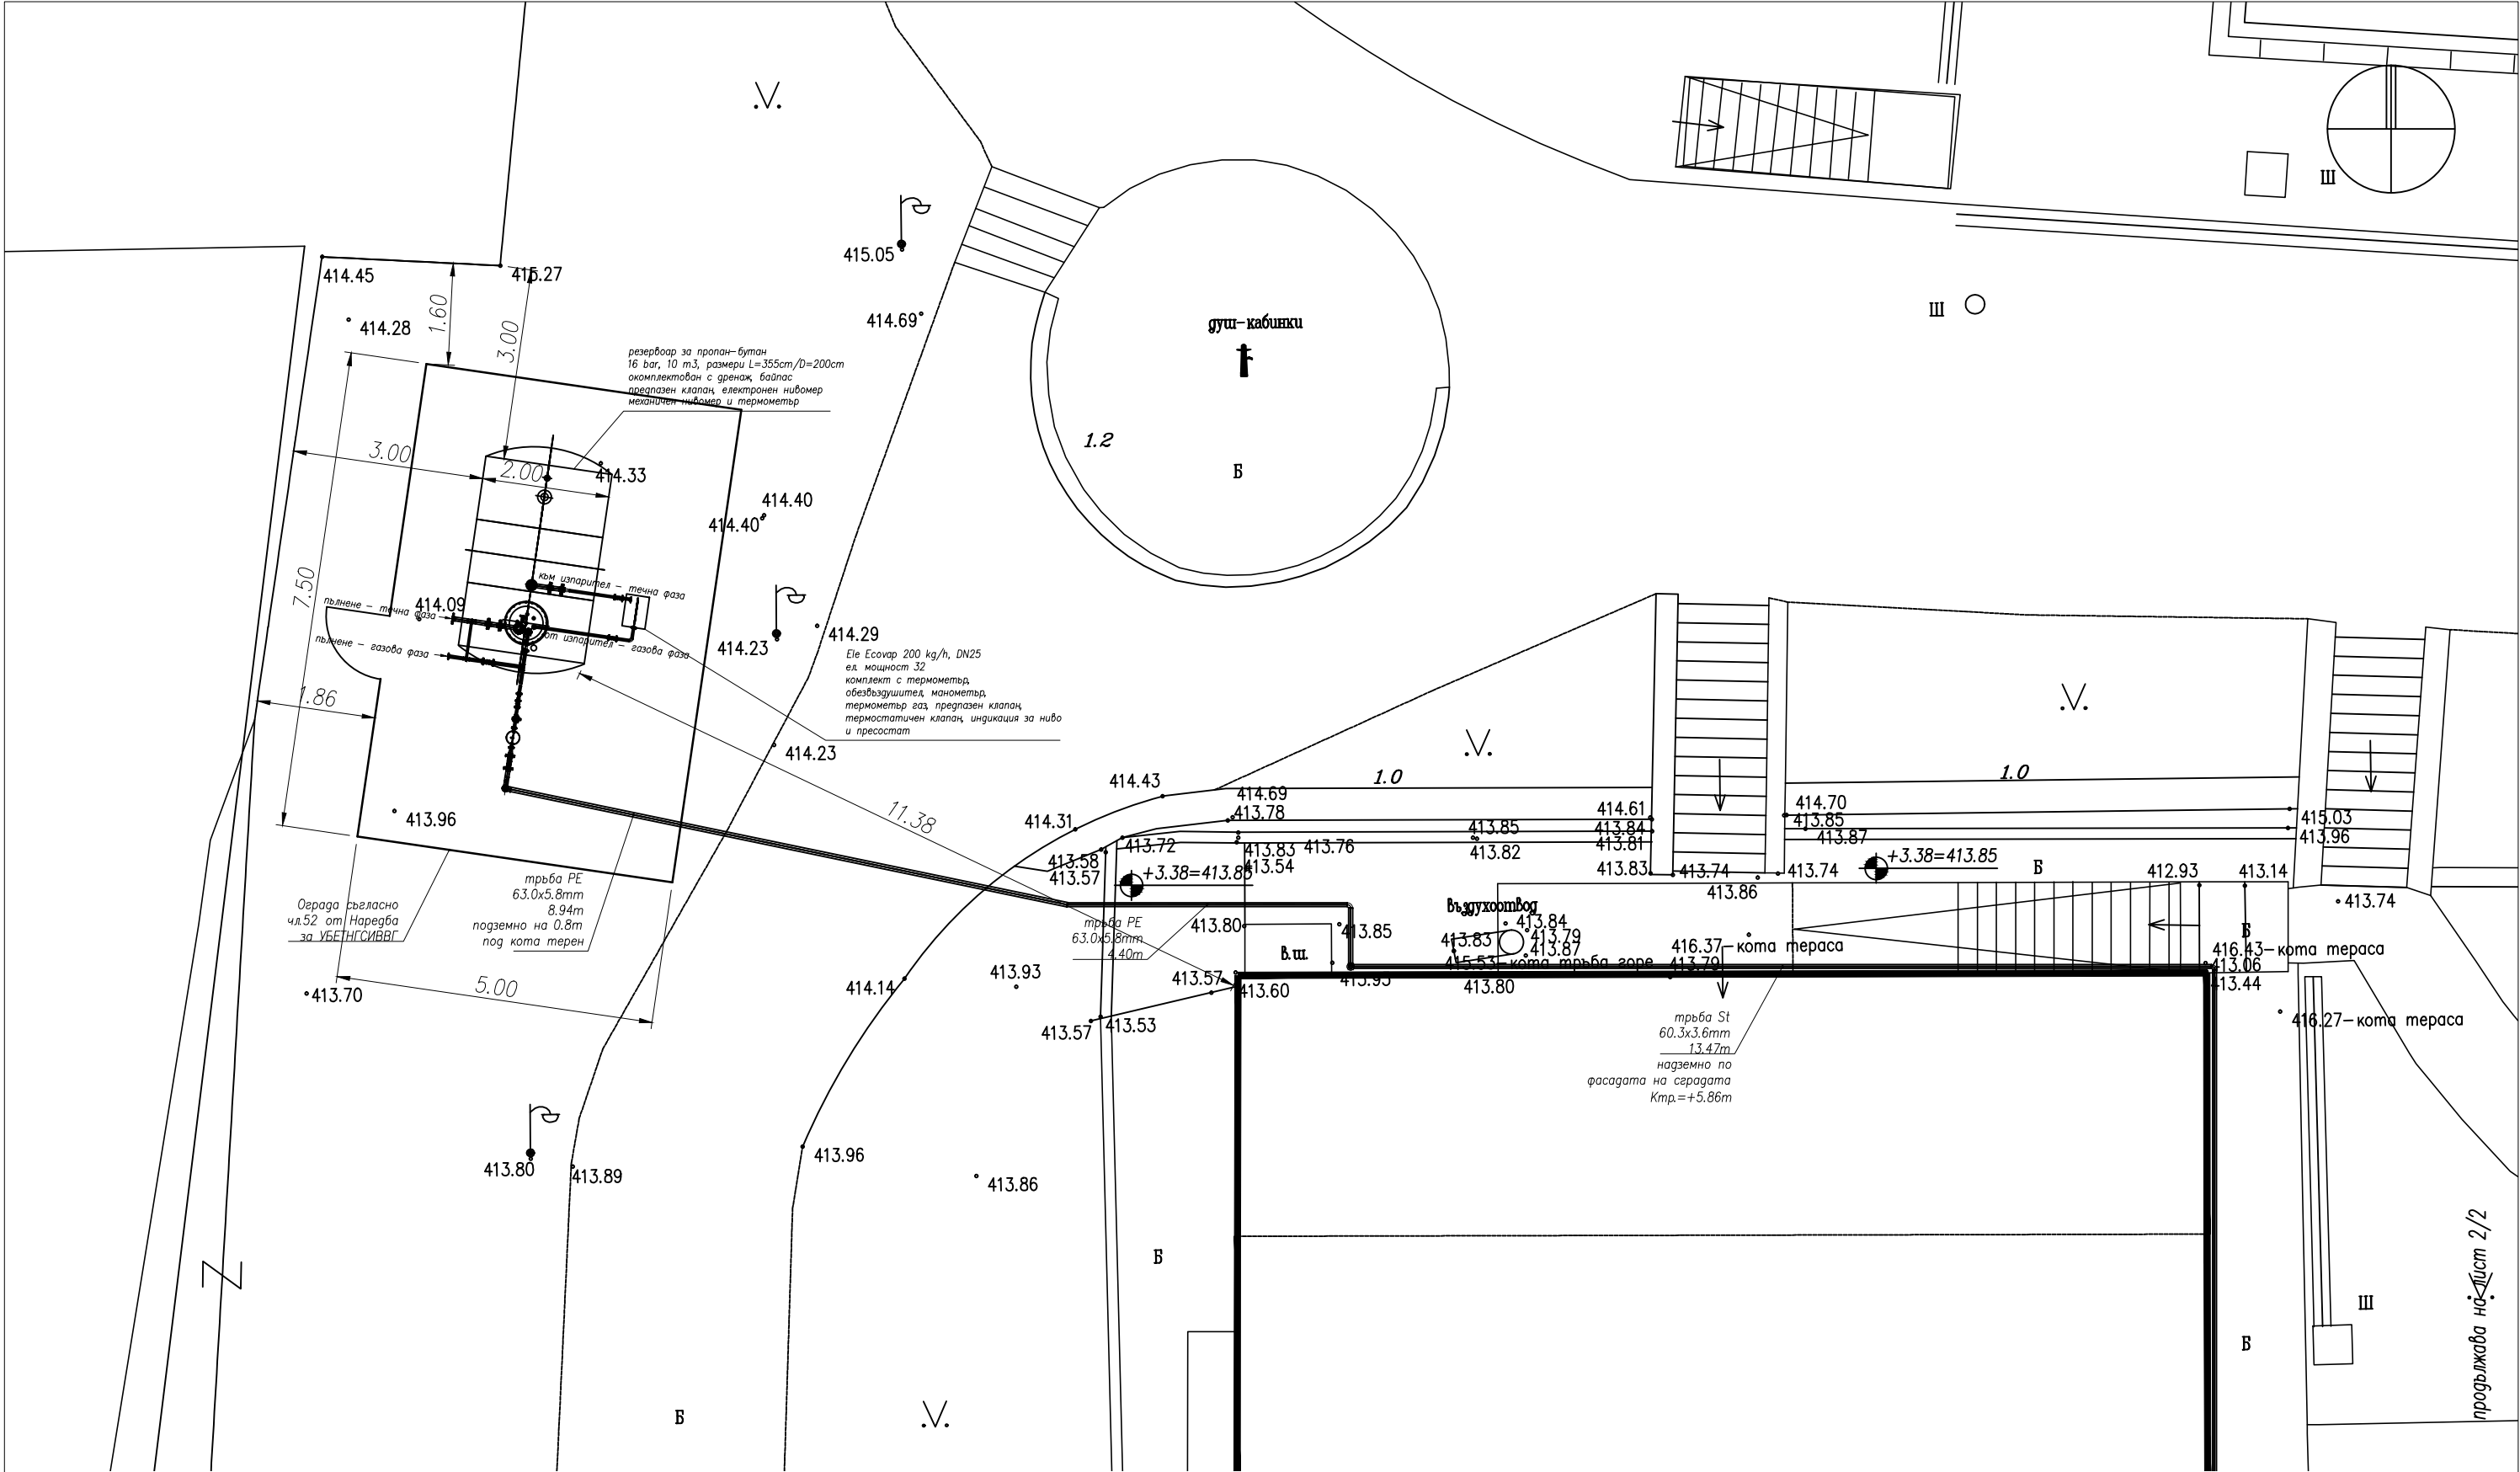 415.05
414.45
415.27
414.28
1.60
3.00
414.69
Ш
Ш
душ-кабинки
резервоар за пропан-бутан
16 bar, 10 m3, размери L=355cm/D=200cm
окомплектован с дренаж, байпас
предпазен клапан, електронен нивомер
механичен нивомер и термометър
3.00
2.00
414.33
1.2
Б
414.40
414.40
7.50
към изпарител - течна фаза
пълнене - течна фаза
414.09
от изпарител - газова фаза
пълнене - газова фаза
414.23
414.29
Ele Ecovap 200 kg/h, DN25
ел. мощност 32
комплект с термометър,
обезвъздушител, манометър,
термометър газ, предпазен клапан,
термостатичен клапан, индикация за ниво
и пресостат
1.86
414.23
413.96
11.38
414.43
414.31
414.69
413.78
1.0
1.0
414.61
413.84
413.81
414.70
413.85
413.87
415.03
413.96
413.72
413.83
413.54
413.76
413.85
413.82
413.58
413.57
+3.38=413.85
413.83
413.74
413.86
413.74
+3.38=413.85
Б
412.93
413.14
413.74
тръба PE
63.0x5.8mm
8.94m
подземно на 0.8m
под кота терен
Ограда съгласно
чл.52 от Наредба
за УБЕТНГСИВВГ
тръба PE
63.0x5.8mm
4.40m
413.80
413.85
в.ш.
въздухоотвод
413.84
413.79
413.83
413.87
415.53-кота тръба горе
416.37-кота тераса
413.79
Б
416.43-кота тераса
413.06
413.44
413.70
5.00
414.14
413.93
413.57
413.60
413.95
413.80
413.57
413.53
416.27-кота тераса
тръба St
60.3x3.6mm
13.47m
надземно по
фасадата на сградата
Kтр.=+5.86m
413.80
413.89
413.96
413.86
Б
Б
Б
Ш
продължава на лист 2/2